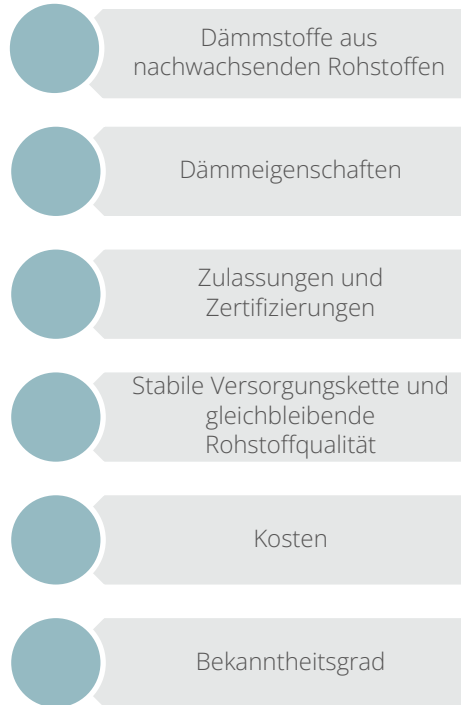 Dämmstoffe aus
nachwachsenden Rohstoffen
Dämmeigenschaften
Zulassungen und
Zertifizierungen
Stabile Versorgungskette und
gleichbleibende
Rohstoffqualität
Kosten
Bekanntheitsgrad